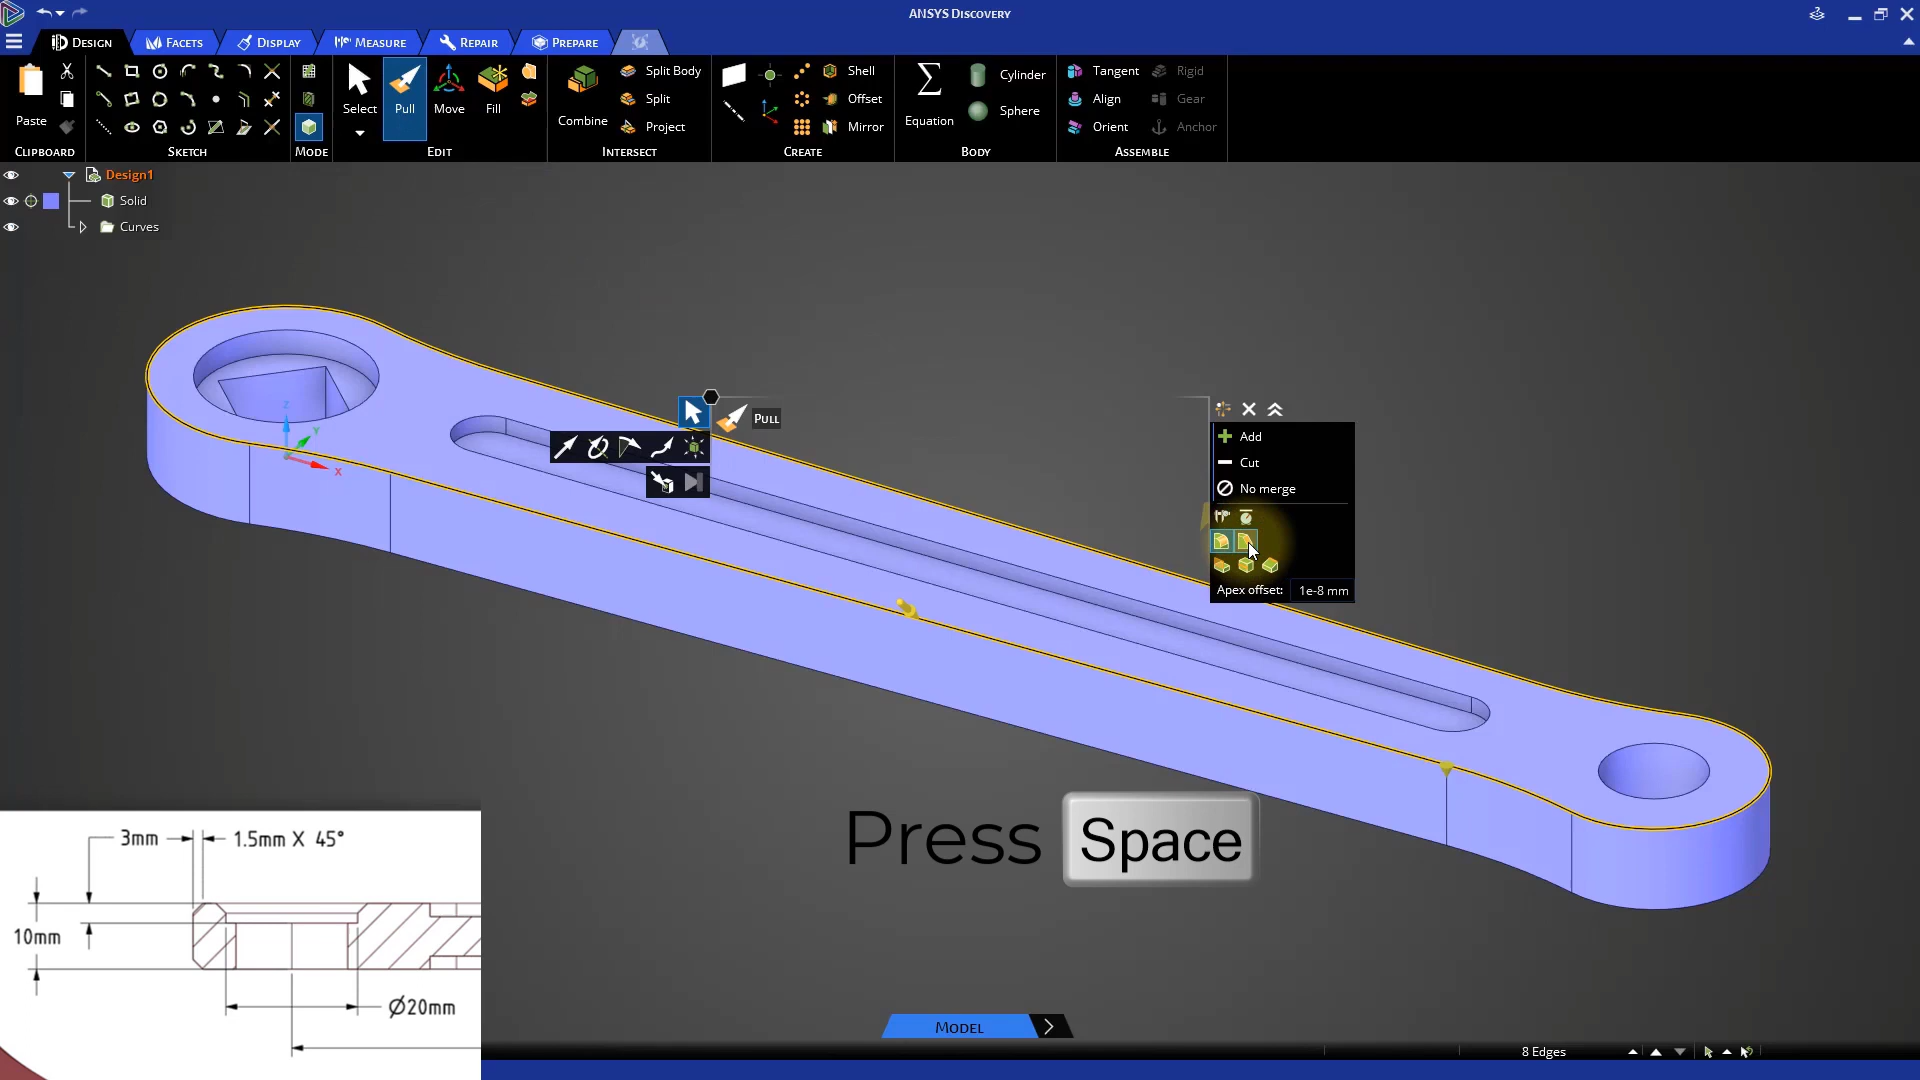 ANSYS Discovery
Design
Facets
Display
Measure
Repair
Prepare
Paste
Clipboard
Sketch
Mode
Select
Pull
Move
Fill
Edit
Combine
Split Body
Split
Project
Intersect
Shell
Offset
Mirror
Create
Equation
Cylinder
Sphere
Body
Tangent
Align
Orient
Rigid
Gear
Anchor
Assemble
Design1
Solid
Curves
Pull
Z
Y
X
Add
Cut
No merge
Apex offset: 1e-8 mm
Press Space
3mm
1.5mm X 45°
10mm
Ø20mm
Model
8 Edges